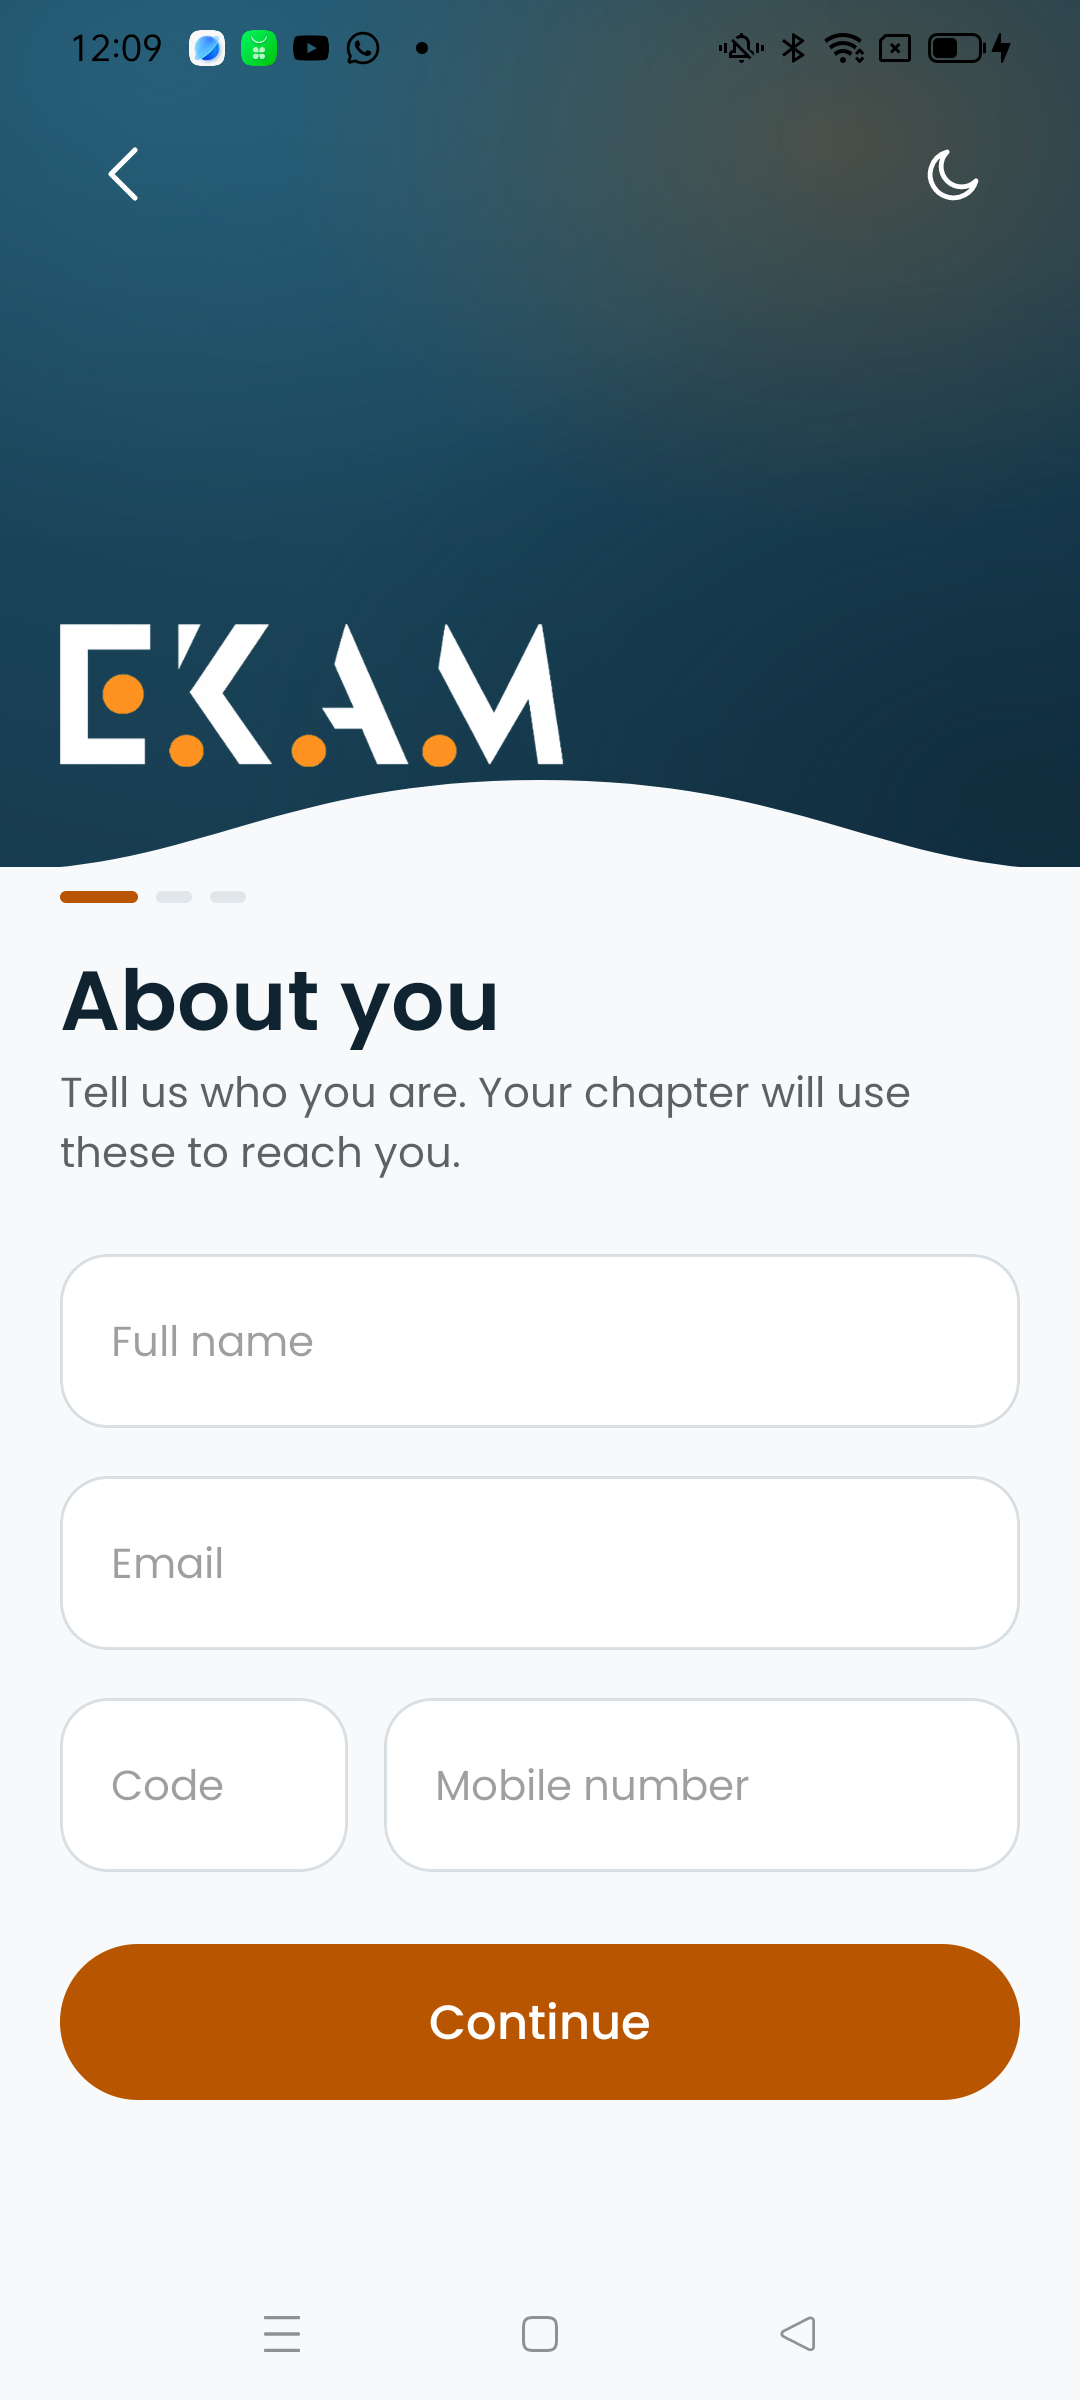 12:09
EKAM
About you
Tell us who you are. Your chapter will use
these to reach you.
Full name
Email
Code
Mobile number
Continue